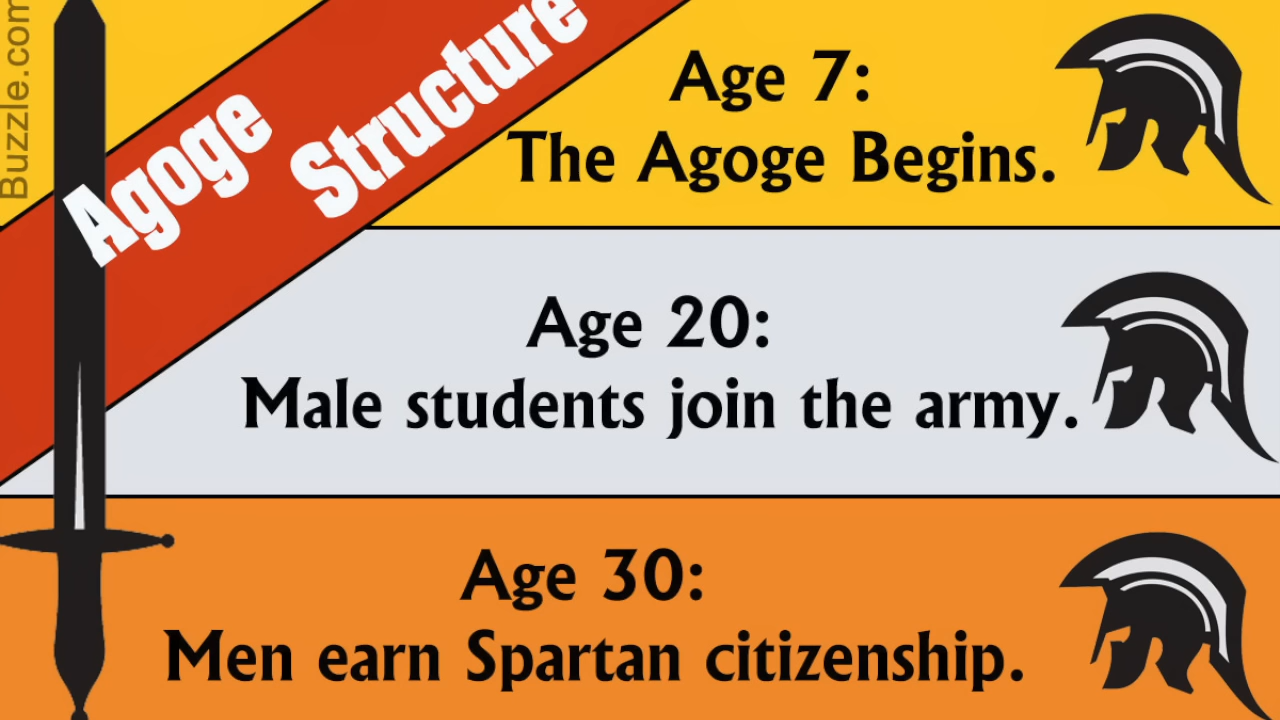 Buzzle.com
Agoge
Structure
Age 7:
The Agoge Begins.
Age 20:
Male students join the army.
Age 30:
Men earn Spartan citizenship.